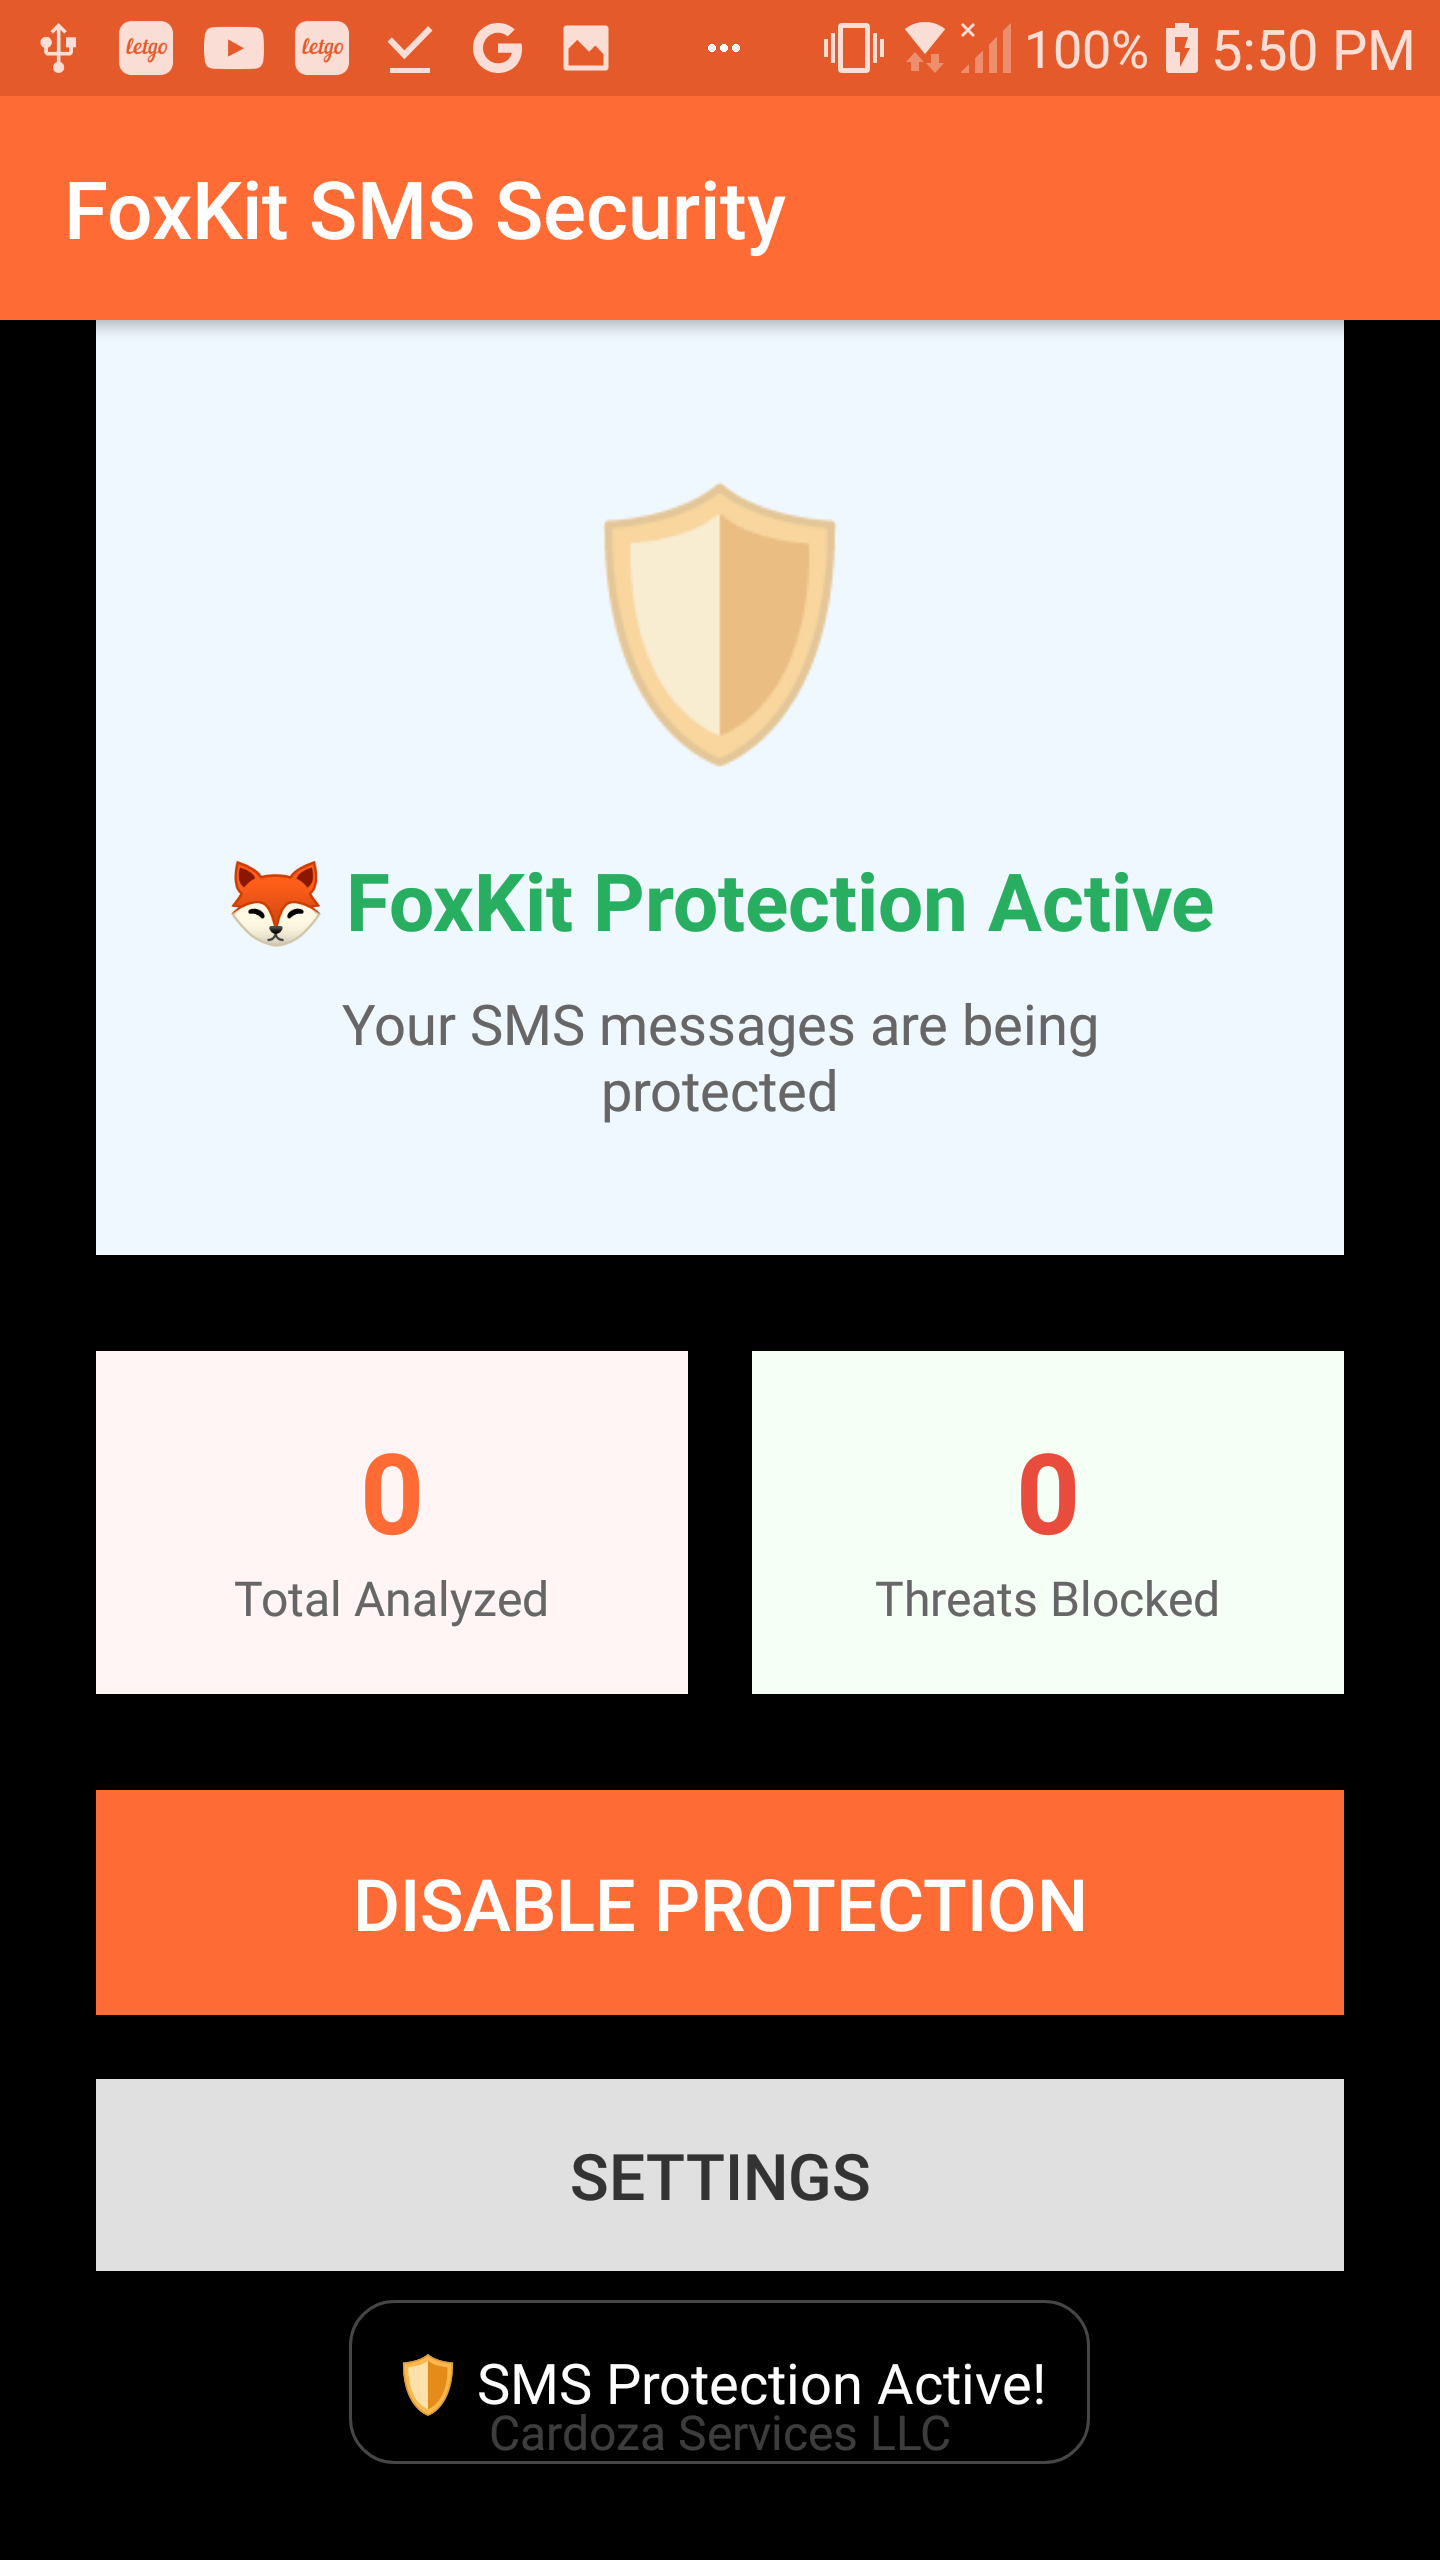 letgo letgo 100% 5:50 PM
FoxKit SMS Security
FoxKit Protection Active
Your SMS messages are being
protected
0
Total Analyzed
0
Threats Blocked
DISABLE PROTECTION
SETTINGS
SMS Protection Active!
Cardoza Services LLC